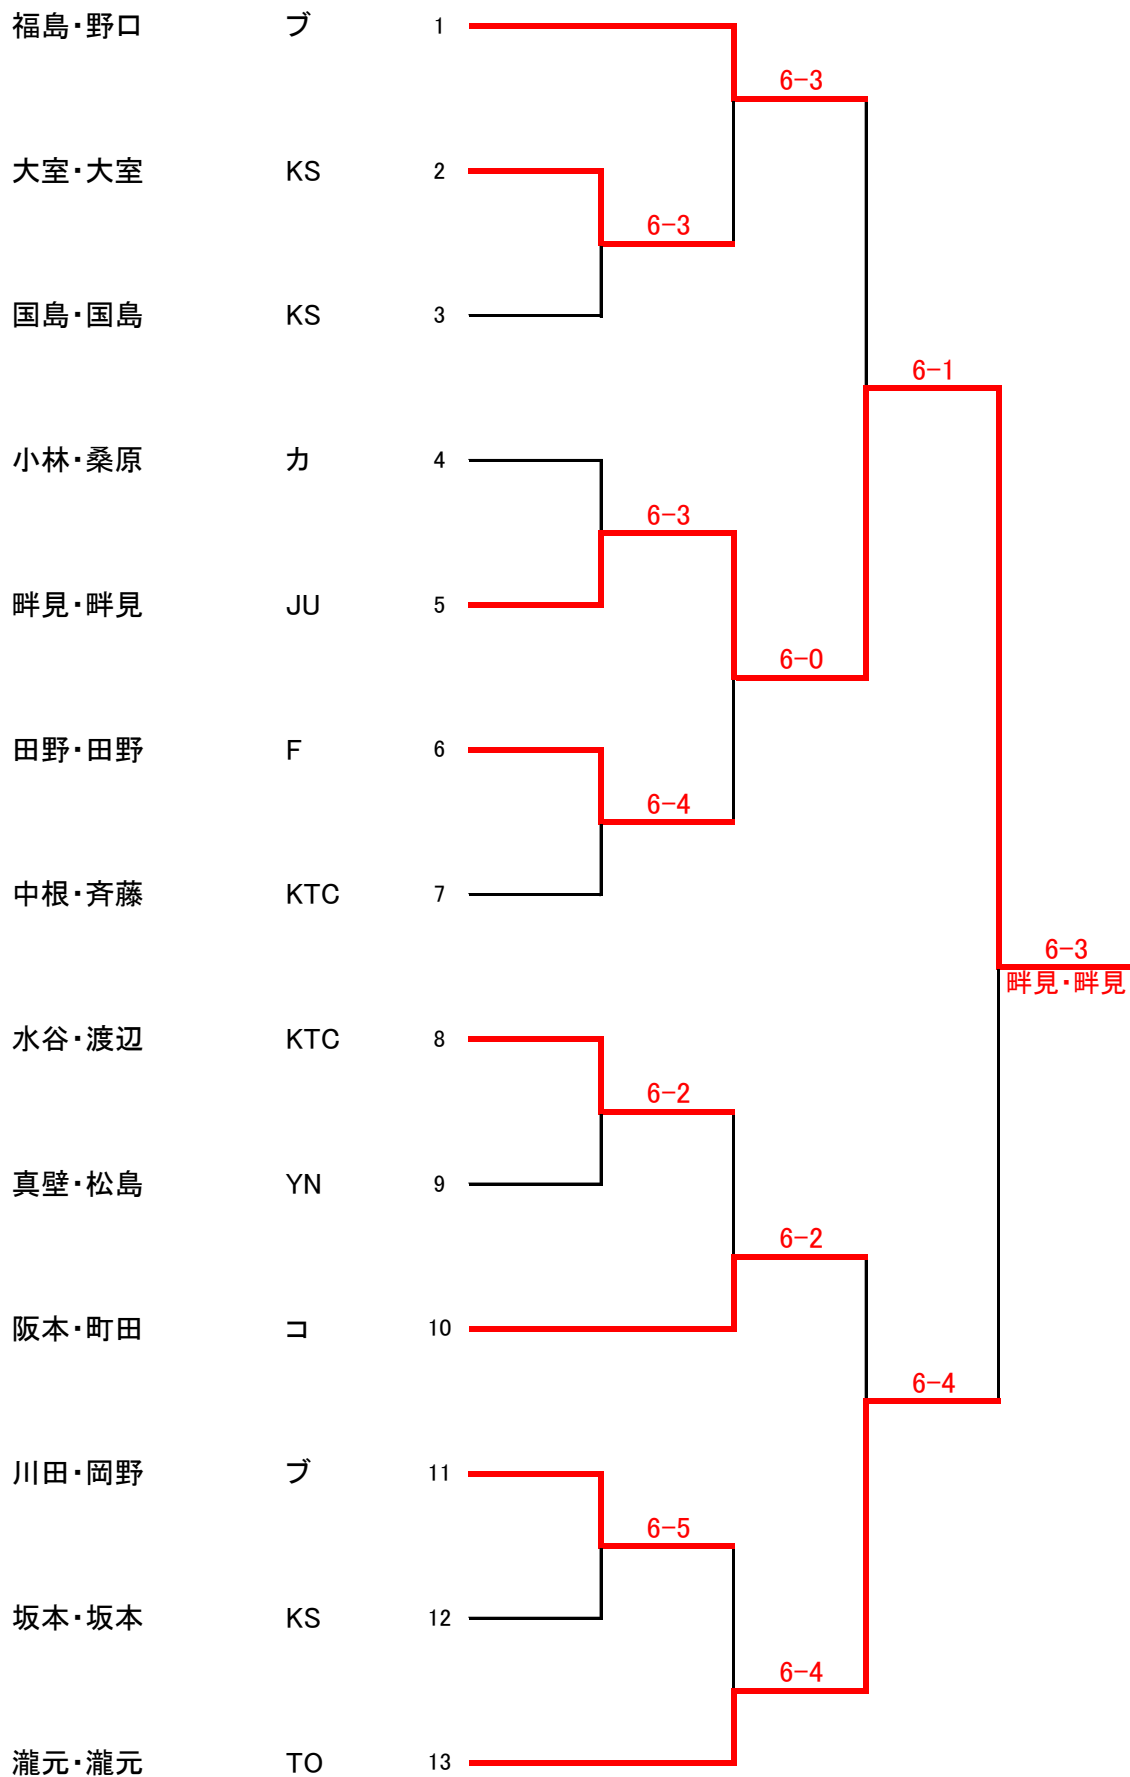 福島・野口 ブ 1
6-3
大室・大室 KS 2
6-3
国島・国島 KS 3
6-1
小林・桑原 カ 4
6-3
畔見・畔見 JU 5
6-0
田野・田野 F 6
6-4
中根・斉藤 KTC 7
6-3
畔見・畔見
水谷・渡辺 KTC 8
6-2
真壁・松島 YN 9
6-2
阪本・町田 コ 10
6-4
川田・岡野 ブ 11
6-5
坂本・坂本 KS 12
6-4
瀧元・瀧元 TO 13